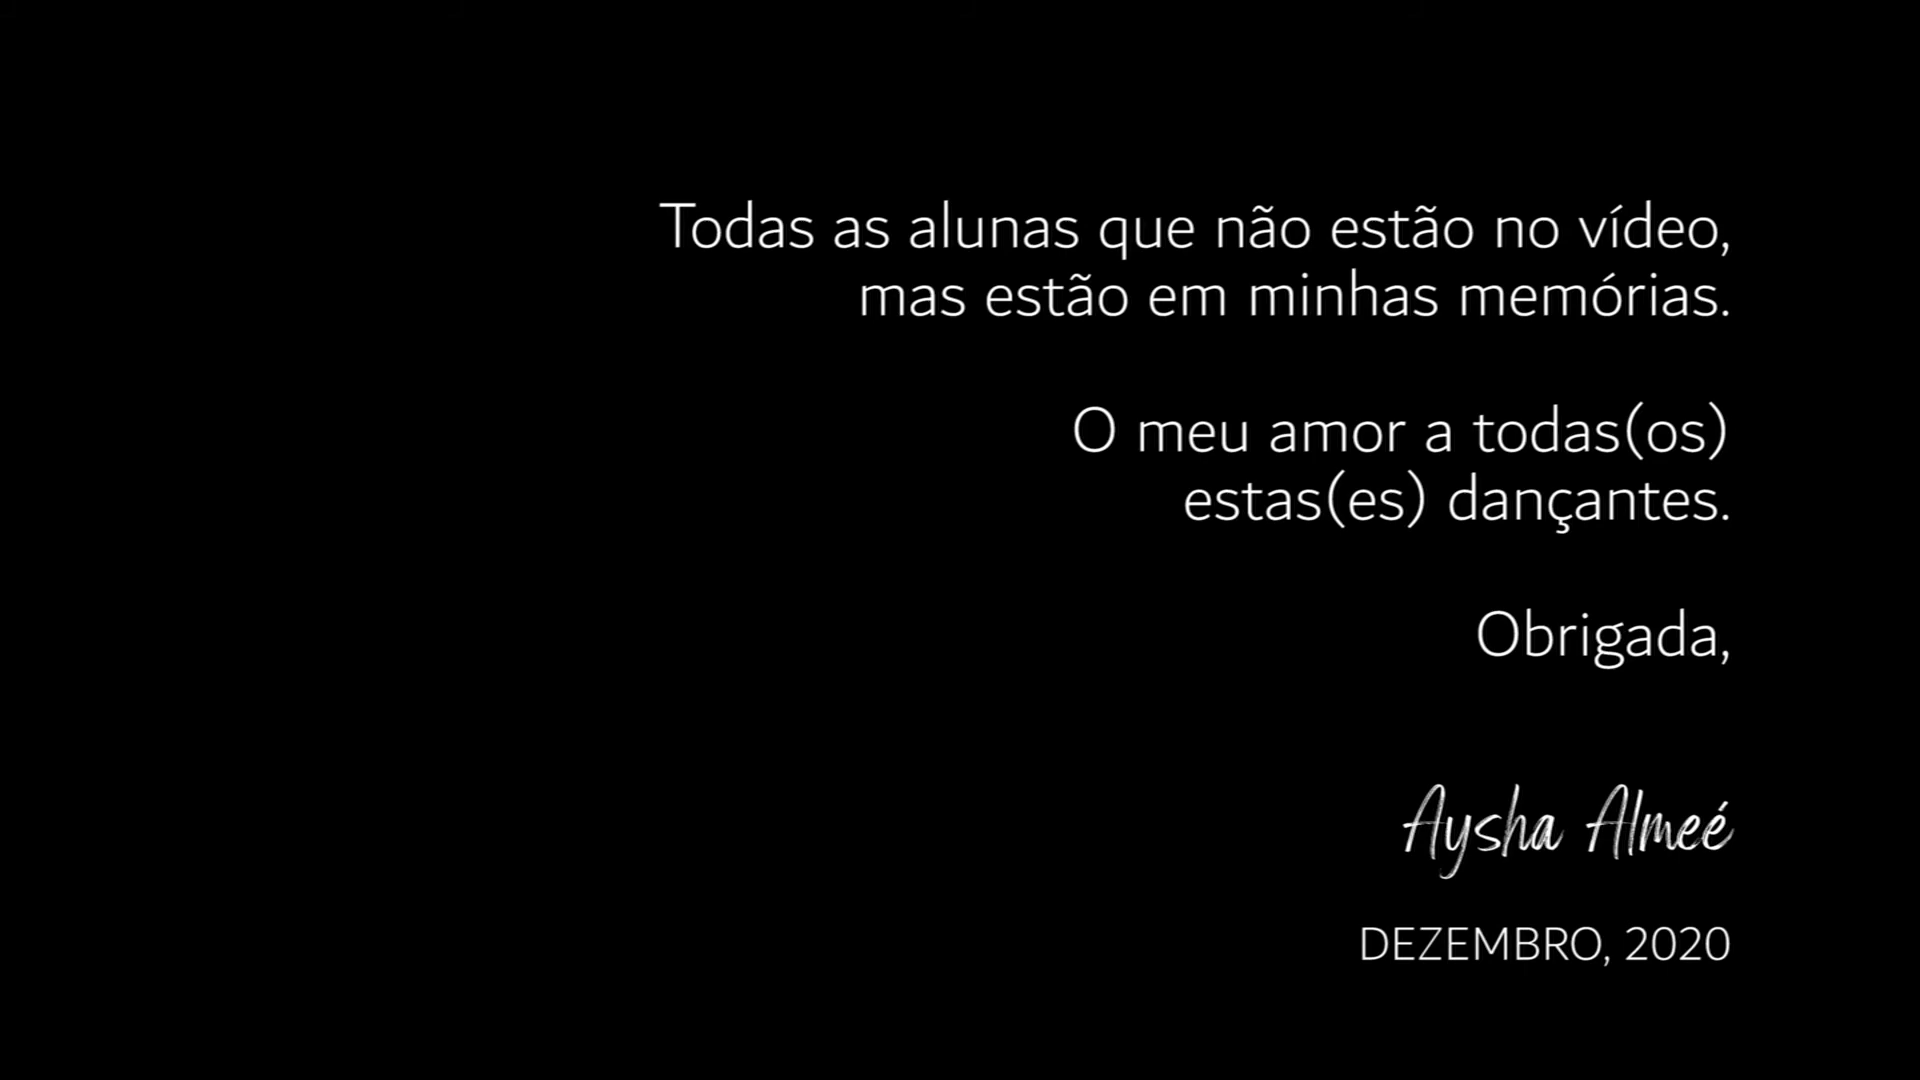 Todas as alunas que não estão no vídeo,
mas estão em minhas memórias.
O meu amor a todas(os)
estas(es) dançantes.
Obrigada,
Aysha Almeé
DEZEMBRO, 2020